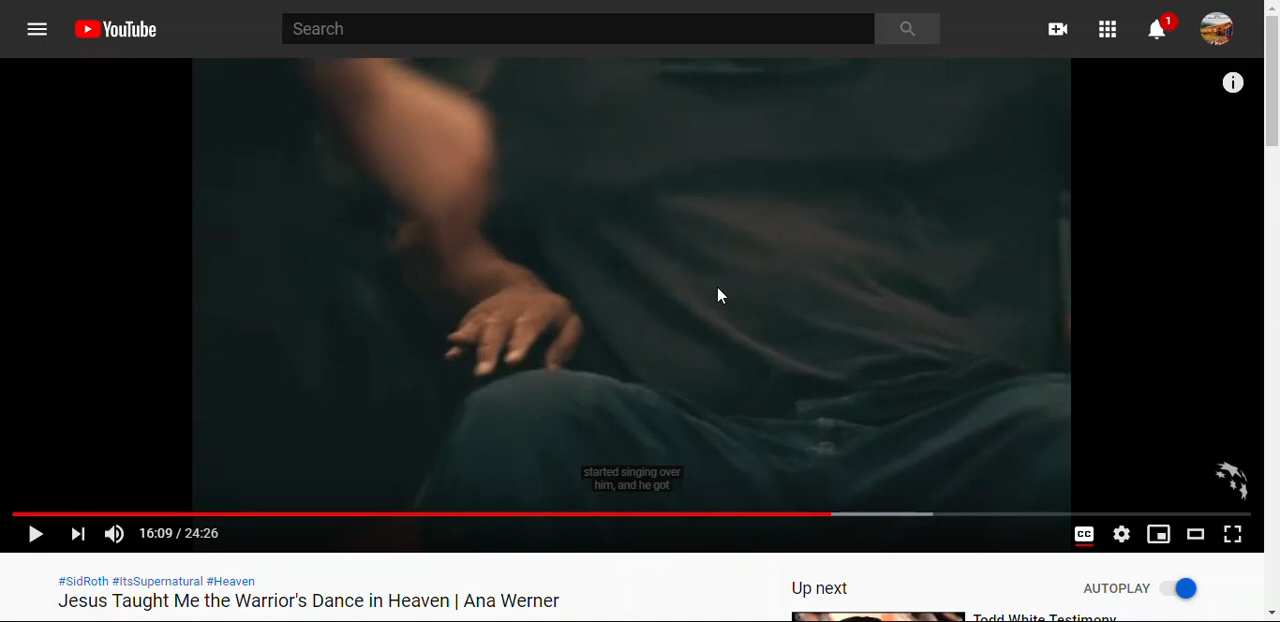 YouTube
Search
1
started singing over
him, and he got
16:09 / 24:26
CC
#SidRoth #ItsSupernatural #Heaven
Jesus Taught Me the Warrior's Dance in Heaven | Ana Werner
Up next
AUTOPLAY
Todd White Testimony